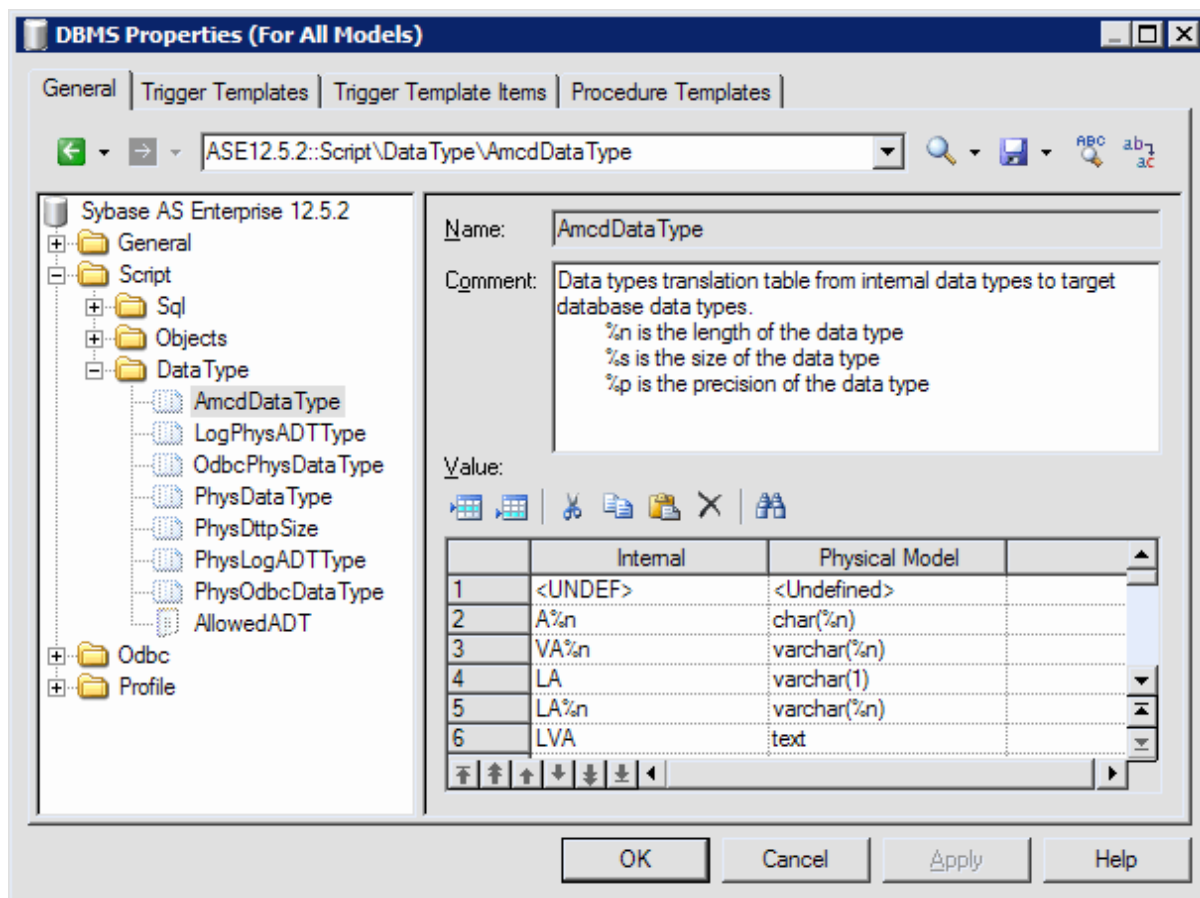 DBMS Properties (For All Models)
General Trigger Templates Trigger Template Items Procedure Templates
ASE12.5.2::Script\DataType\AmcdDataType
ABC
ab
ac
Sybase AS Enterprise 12.5.2
General
Script
Sql
Objects
DataType
AmcdDataType
LogPhysADTType
OdbcPhysDataType
PhysDataType
PhysDttpSize
PhysLogADTType
PhysOdbcDataType
AllowedADT
Odbc
Profile
Name: AmcdDataType
Comment: Data types translation table from internal data types to target
database data types.
%n is the length of the data type
%s is the size of the data type
%p is the precision of the data type
Value:
Internal Physical Model
1 <UNDEF> <Undefined>
2 A%n char(%n)
3 VA%n varchar(%n)
4 LA varchar(1)
5 LA%n varchar(%n)
6 LVA text
OK Cancel Apply Help